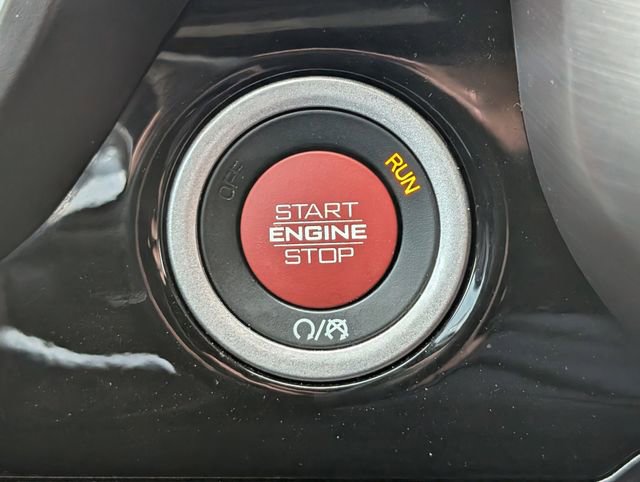 OFF
RUN
START
ENGINE
STOP
/